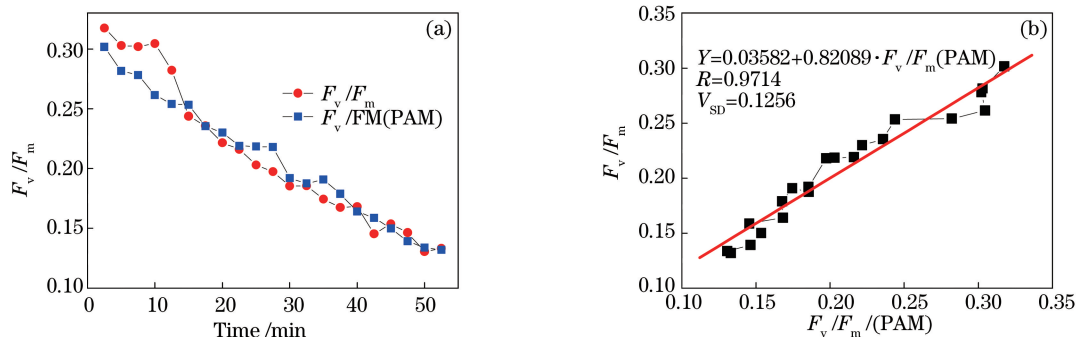 (a)
0.30
0.25
0.20
0.15
0.10
Fv/Fm
Fv/Fm
Fv/FM(PAM)
0 10 20 30 40 50
Time /min
(b)
0.35
0.30
0.25
0.20
0.15
0.10
Fv/Fm
Y=0.03582+0.82089·Fv/Fm(PAM)
R=0.9714
VSD=0.1256
0.10 0.15 0.20 0.25 0.30 0.35
Fv/Fm/(PAM)